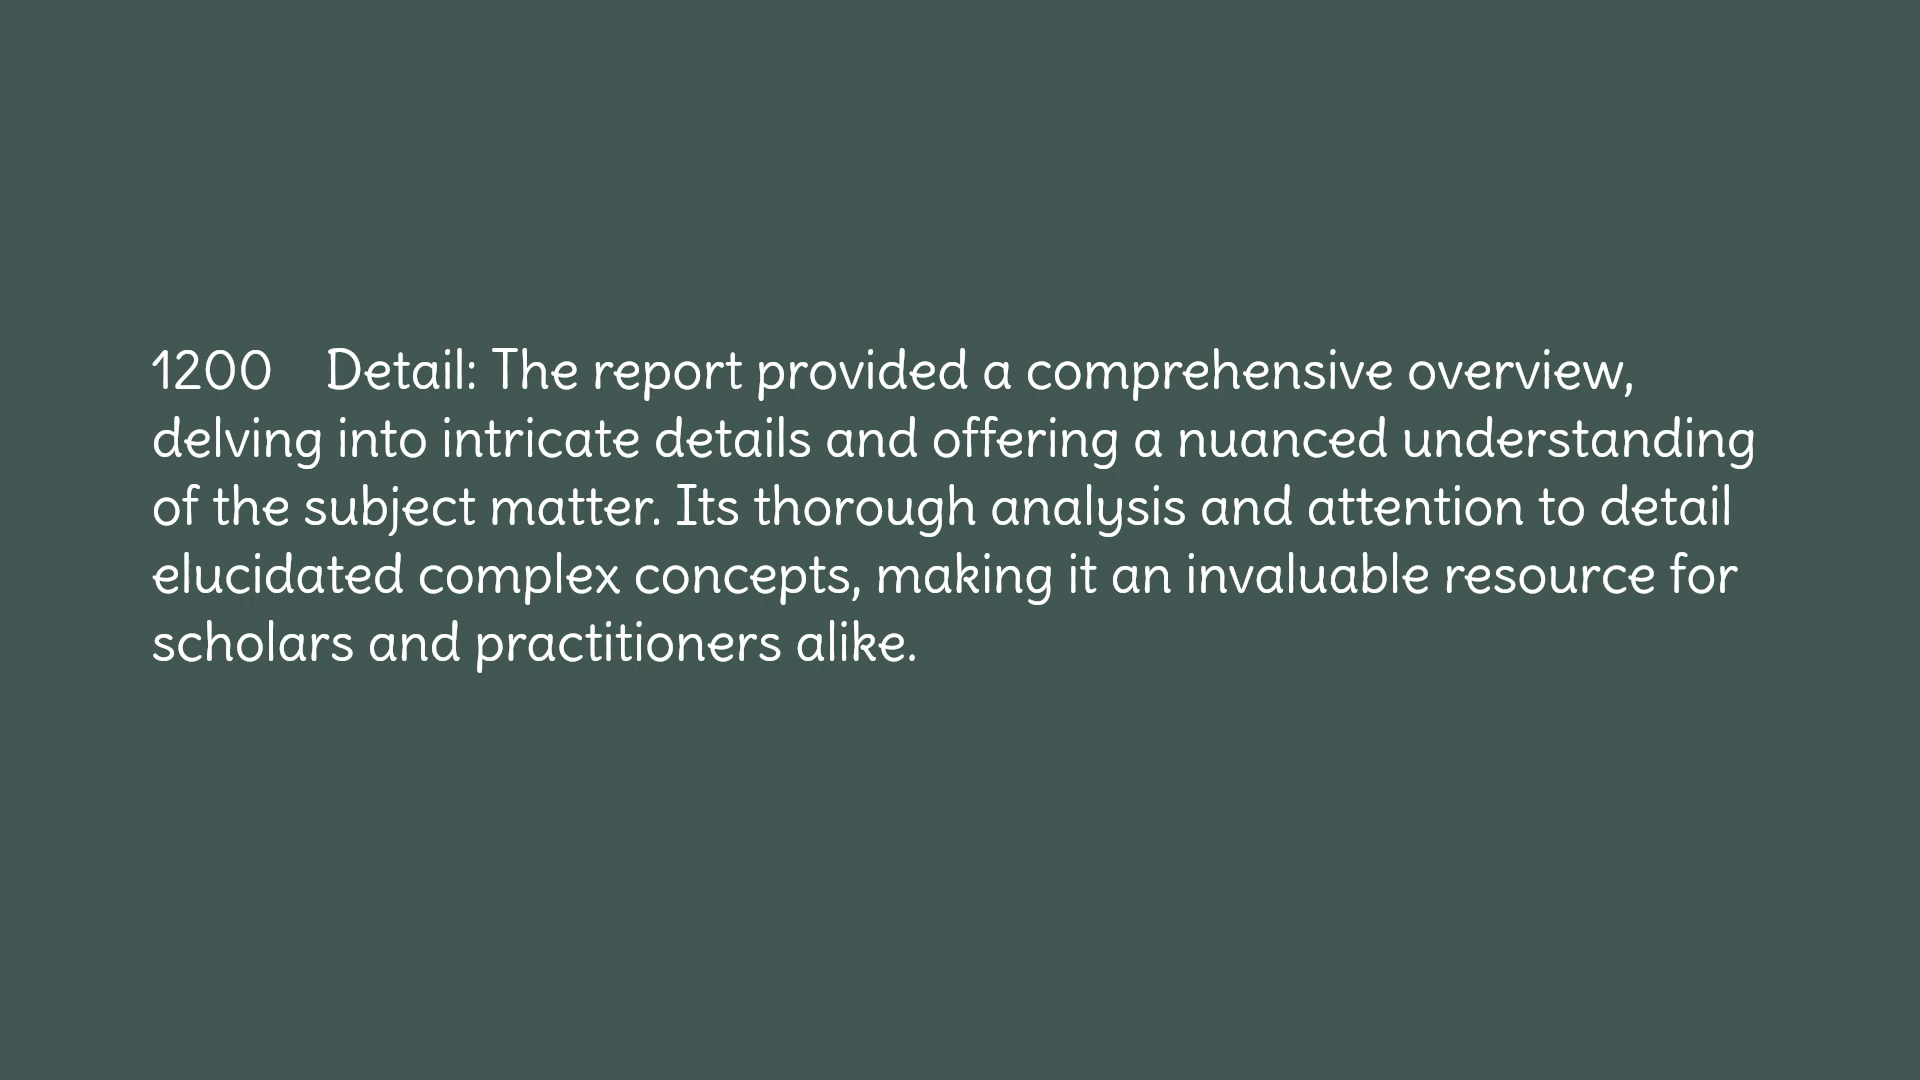 1200    Detail: The report provided a comprehensive overview,
delving into intricate details and offering a nuanced understanding
of the subject matter. Its thorough analysis and attention to detail
elucidated complex concepts, making it an invaluable resource for
scholars and practitioners alike.